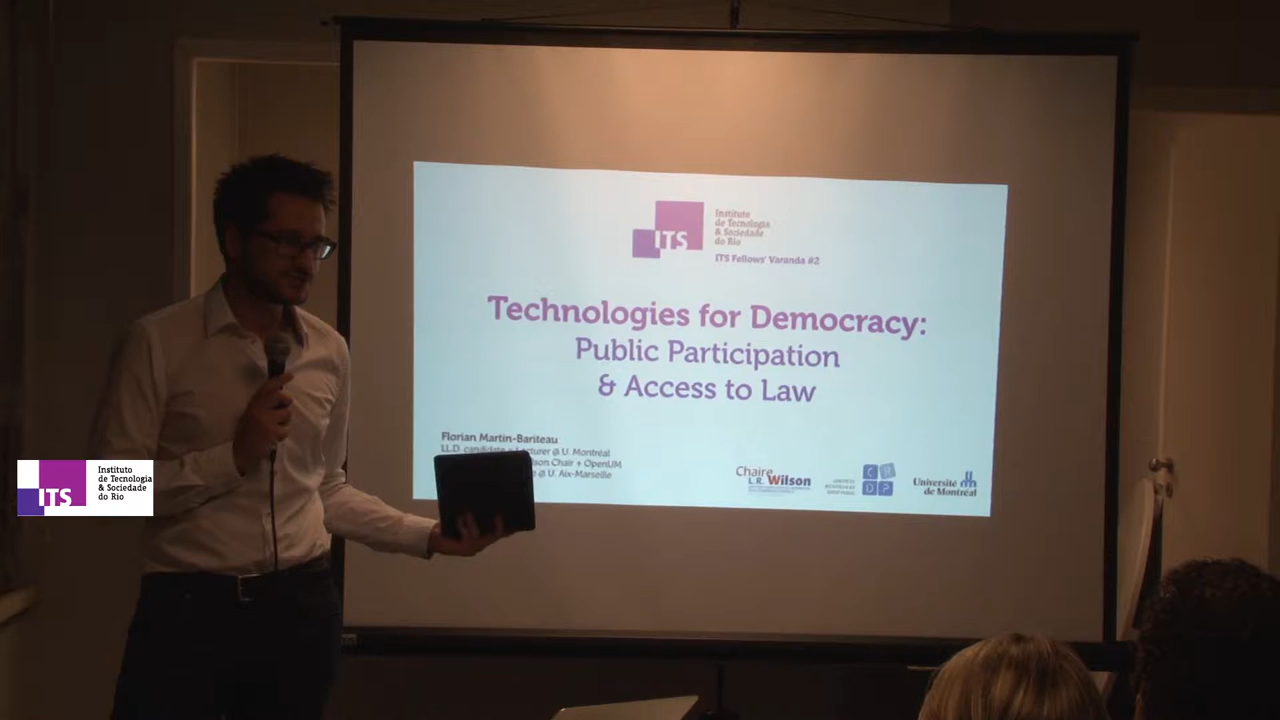 ITS
Instituto
de Tecnologia
& Sociedade
do Rio
ITS Fellows' Varanda #2
Technologies for Democracy:
Public Participation
& Access to Law
Florian Martin-Bariteau
LL.D. candidate + Lecturer @ U. Montréal
Chair + OpenUM
@ U. Aix-Marseille
Chaire
L.R. Wilson
CRDP
Université
de Montréal
ITS
Instituto
de Tecnologia
& Sociedade
do Rio